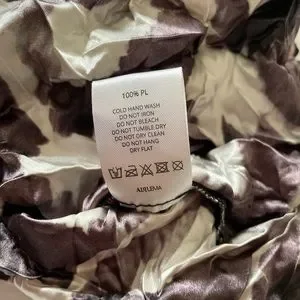 100% PL
COLD HAND WASH
DO NOT IRON
DO NOT BLEACH
DO NOT TUMBLE DRY
DO NOT DRY CLEAN
DO NOT HANG
DRY FLAT